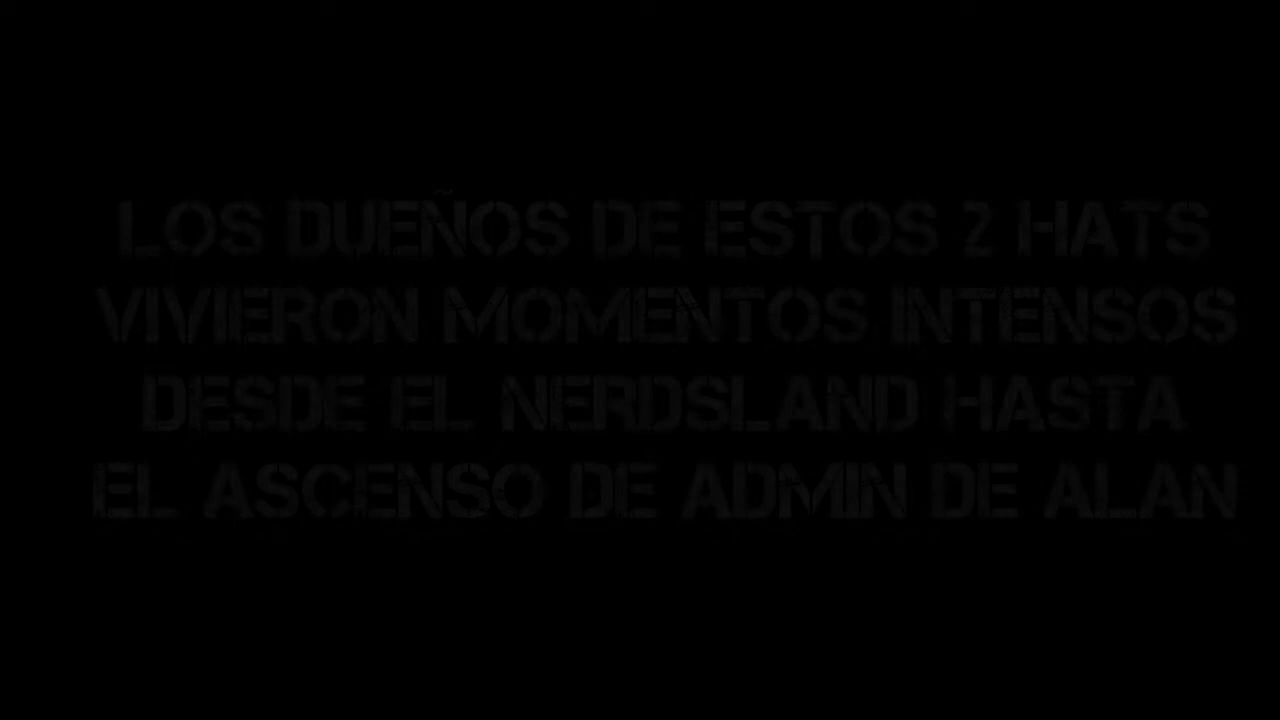 LOS DUEÑOS DE ESTOS 2 HATS
VIVIERON MOMENTOS INTENSOS
DESDE EL NERDSLAND HASTA
EL ASCENSO DE ADMIN DE ALAN